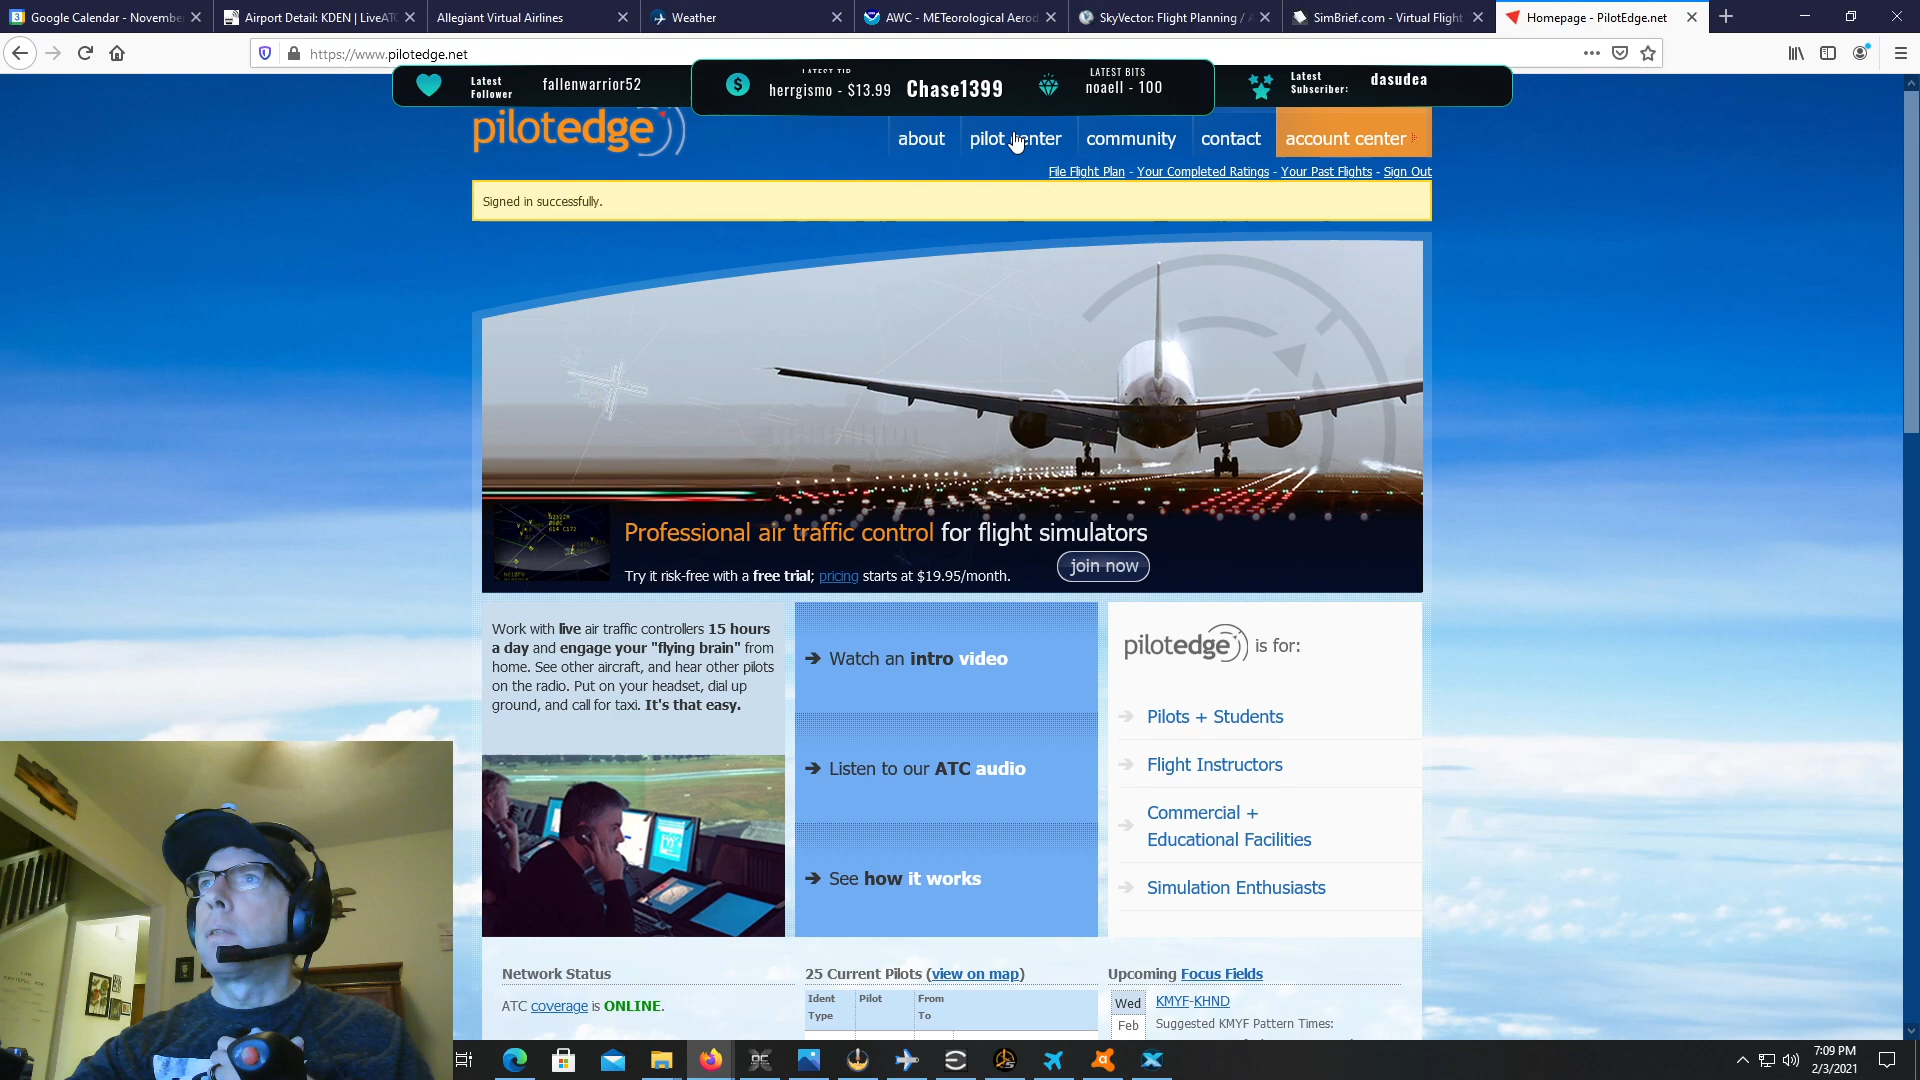 Google Calendar - November
Airport Detail: KDEN | LiveATC
Allegiant Virtual Airlines
Weather
AWC - METeorological Aerod
SkyVector: Flight Planning / A
SimBrief.com - Virtual Flight
Homepage - PilotEdge.net
https://www.pilotedge.net
Latest
Follower
fallenwarrior52
LATEST TIP
herrgismo - $13.99
Chase1399
LATEST BITS
noaell - 100
Latest
Subscriber:
dasudea
pilotedge
about
pilot center
community
contact
account center
File Flight Plan - Your Completed Ratings - Your Past Flights - Sign Out
Signed in successfully.
Professional air traffic control for flight simulators
Try it risk-free with a free trial; pricing starts at $19.95/month.
join now
Work with live air traffic controllers 15 hours
a day and engage your "flying brain" from
home. See other aircraft, and hear other pilots
on the radio. Put on your headset, dial up
ground, and call for taxi. It's that easy.
Watch an intro video
Listen to our ATC audio
See how it works
pilotedge is for:
Pilots + Students
Flight Instructors
Commercial +
Educational Facilities
Simulation Enthusiasts
Network Status
ATC coverage is ONLINE.
25 Current Pilots (view on map)
Ident
Type
Pilot
From
To
Upcoming Focus Fields
Wed
Feb
KMYF-KHND
Suggested KMYF Pattern Times:
7:09 PM
2/3/2021